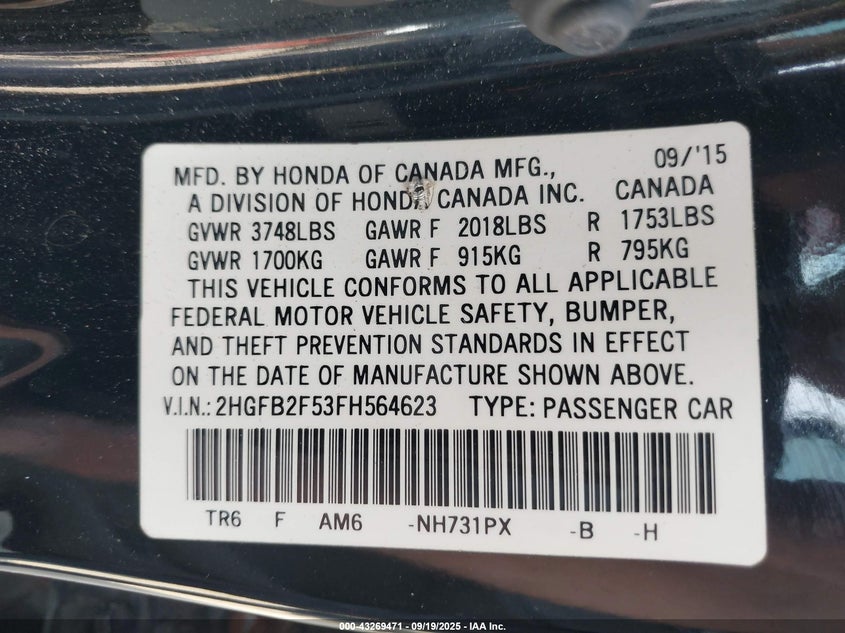 MFD. BY HONDA OF CANADA MFG., 09/'15
A DIVISION OF HONDA CANADA INC. CANADA
GVWR 3748LBS GAWR F 2018LBS R 1753LBS
GVWR 1700KG GAWR F 915KG R 795KG
THIS VEHICLE CONFORMS TO ALL APPLICABLE
FEDERAL MOTOR VEHICLE SAFETY, BUMPER,
AND THEFT PREVENTION STANDARDS IN EFFECT
ON THE DATE OF MANUFACTURE SHOWN ABOVE.
V.I.N.: 2HGFB2F53FH564623 TYPE: PASSENGER CAR
TR6 F AM6 -NH731PX -B -H
000-43269471 - 09/19/2025 - IAA Inc.